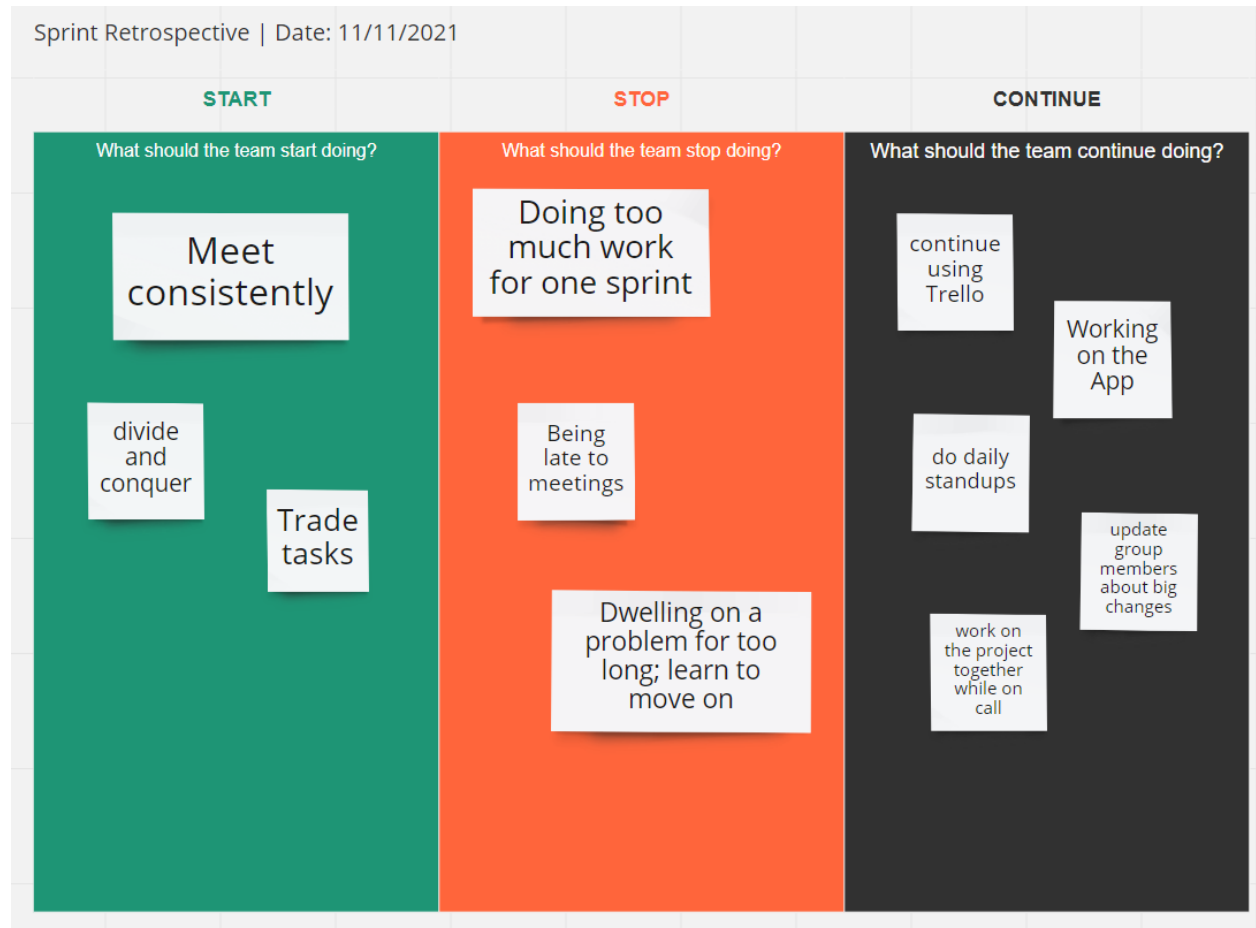 Sprint Retrospective | Date: 11/11/2021
START
What should the team start doing?
Meet
consistently
divide
and
conquer
Trade
tasks
STOP
What should the team stop doing?
Doing too
much work
for one sprint
Being
late to
meetings
Dwelling on a
problem for too
long; learn to
move on
CONTINUE
What should the team continue doing?
continue
using
Trello
Working
on the
App
do daily
standups
update
group
members
about big
changes
work on
the project
together
while on
call